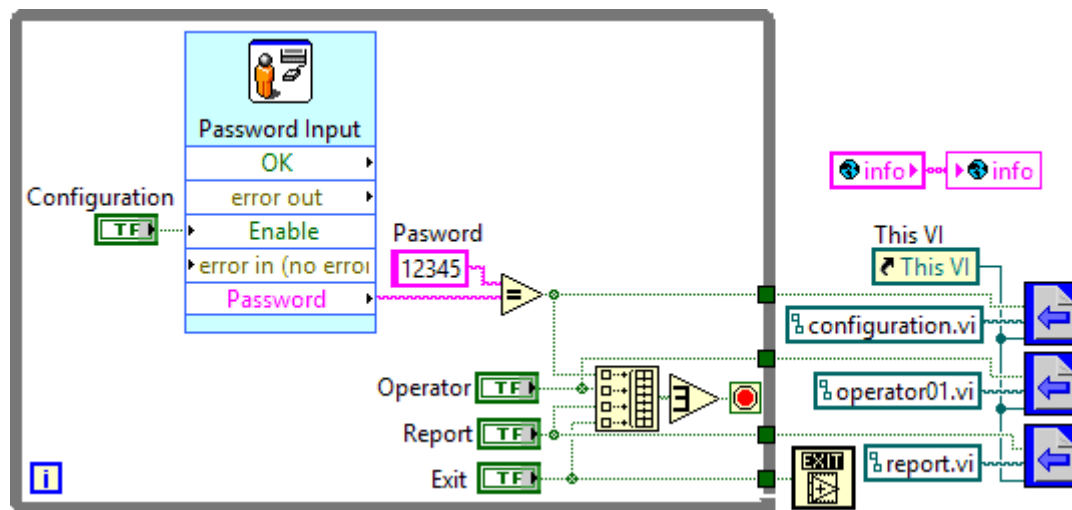 Password Input
OK
error out
Configuration
TF
Enable
error in (no erroı
Password
Pasword
12345
=
Operator
TF
Report
TF
Exit
TF
i
info
info
This VI
This VI
configuration.vi
operator01.vi
EXIT
report.vi